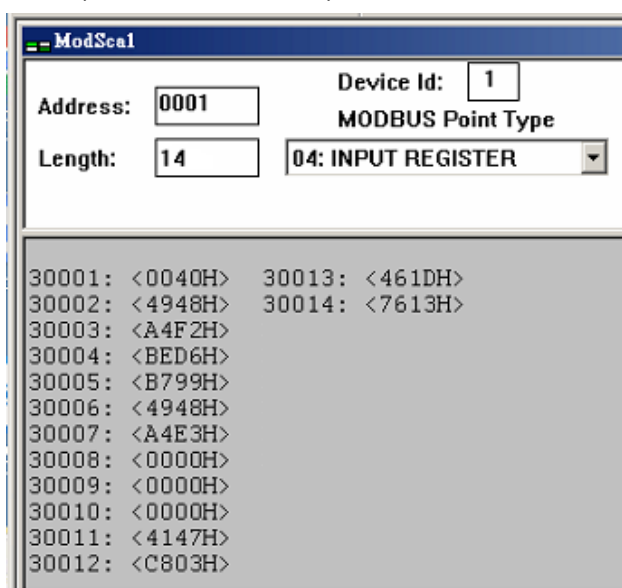 ModSca1
Address: 0001
Device Id: 1
MODBUS Point Type
Length: 14
04: INPUT REGISTER
30001: <0040H> 30013: <461DH>
30002: <4948H> 30014: <7613H>
30003: <A4F2H>
30004: <BED6H>
30005: <B799H>
30006: <4948H>
30007: <A4E3H>
30008: <0000H>
30009: <0000H>
30010: <0000H>
30011: <4147H>
30012: <C803H>